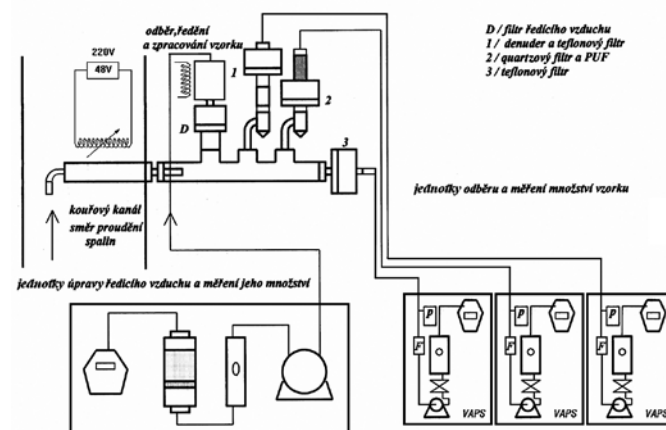 odběr,ředění
a zpracování vzorku
220V
48V
1
2
D
3
D / filtr ředícího vzduchu
1 / denuder a teflonový filtr
2 / quartzový filtr a PUF
3 / teflonový filtr
jednotky odběru a měření množství vzorku
kouřový kanál
směr proudění
spalin
jednotky úpravy ředicího vzduchu a měření jeho množství
P
F
VAPS
P
F
VAPS
P
F
VAPS